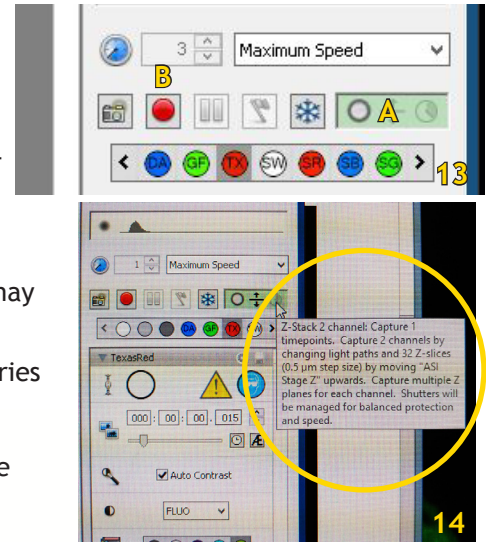 3 Maximum Speed
B
A
< DA GF TX SW SR SB SG >
13
may
ries
e
1 Maximum Speed
TexasRed
000 : 00 : 00 . 015
Auto Contrast
FLUO
Z-Stack 2 channel: Capture 1
timepoints. Capture 2 channels by
changing light paths and 32 Z-slices
(0.5 μm step size) by moving "ASI
Stage Z" upwards. Capture multiple Z
planes for each channel. Shutters will
be managed for balanced protection
and speed.
14